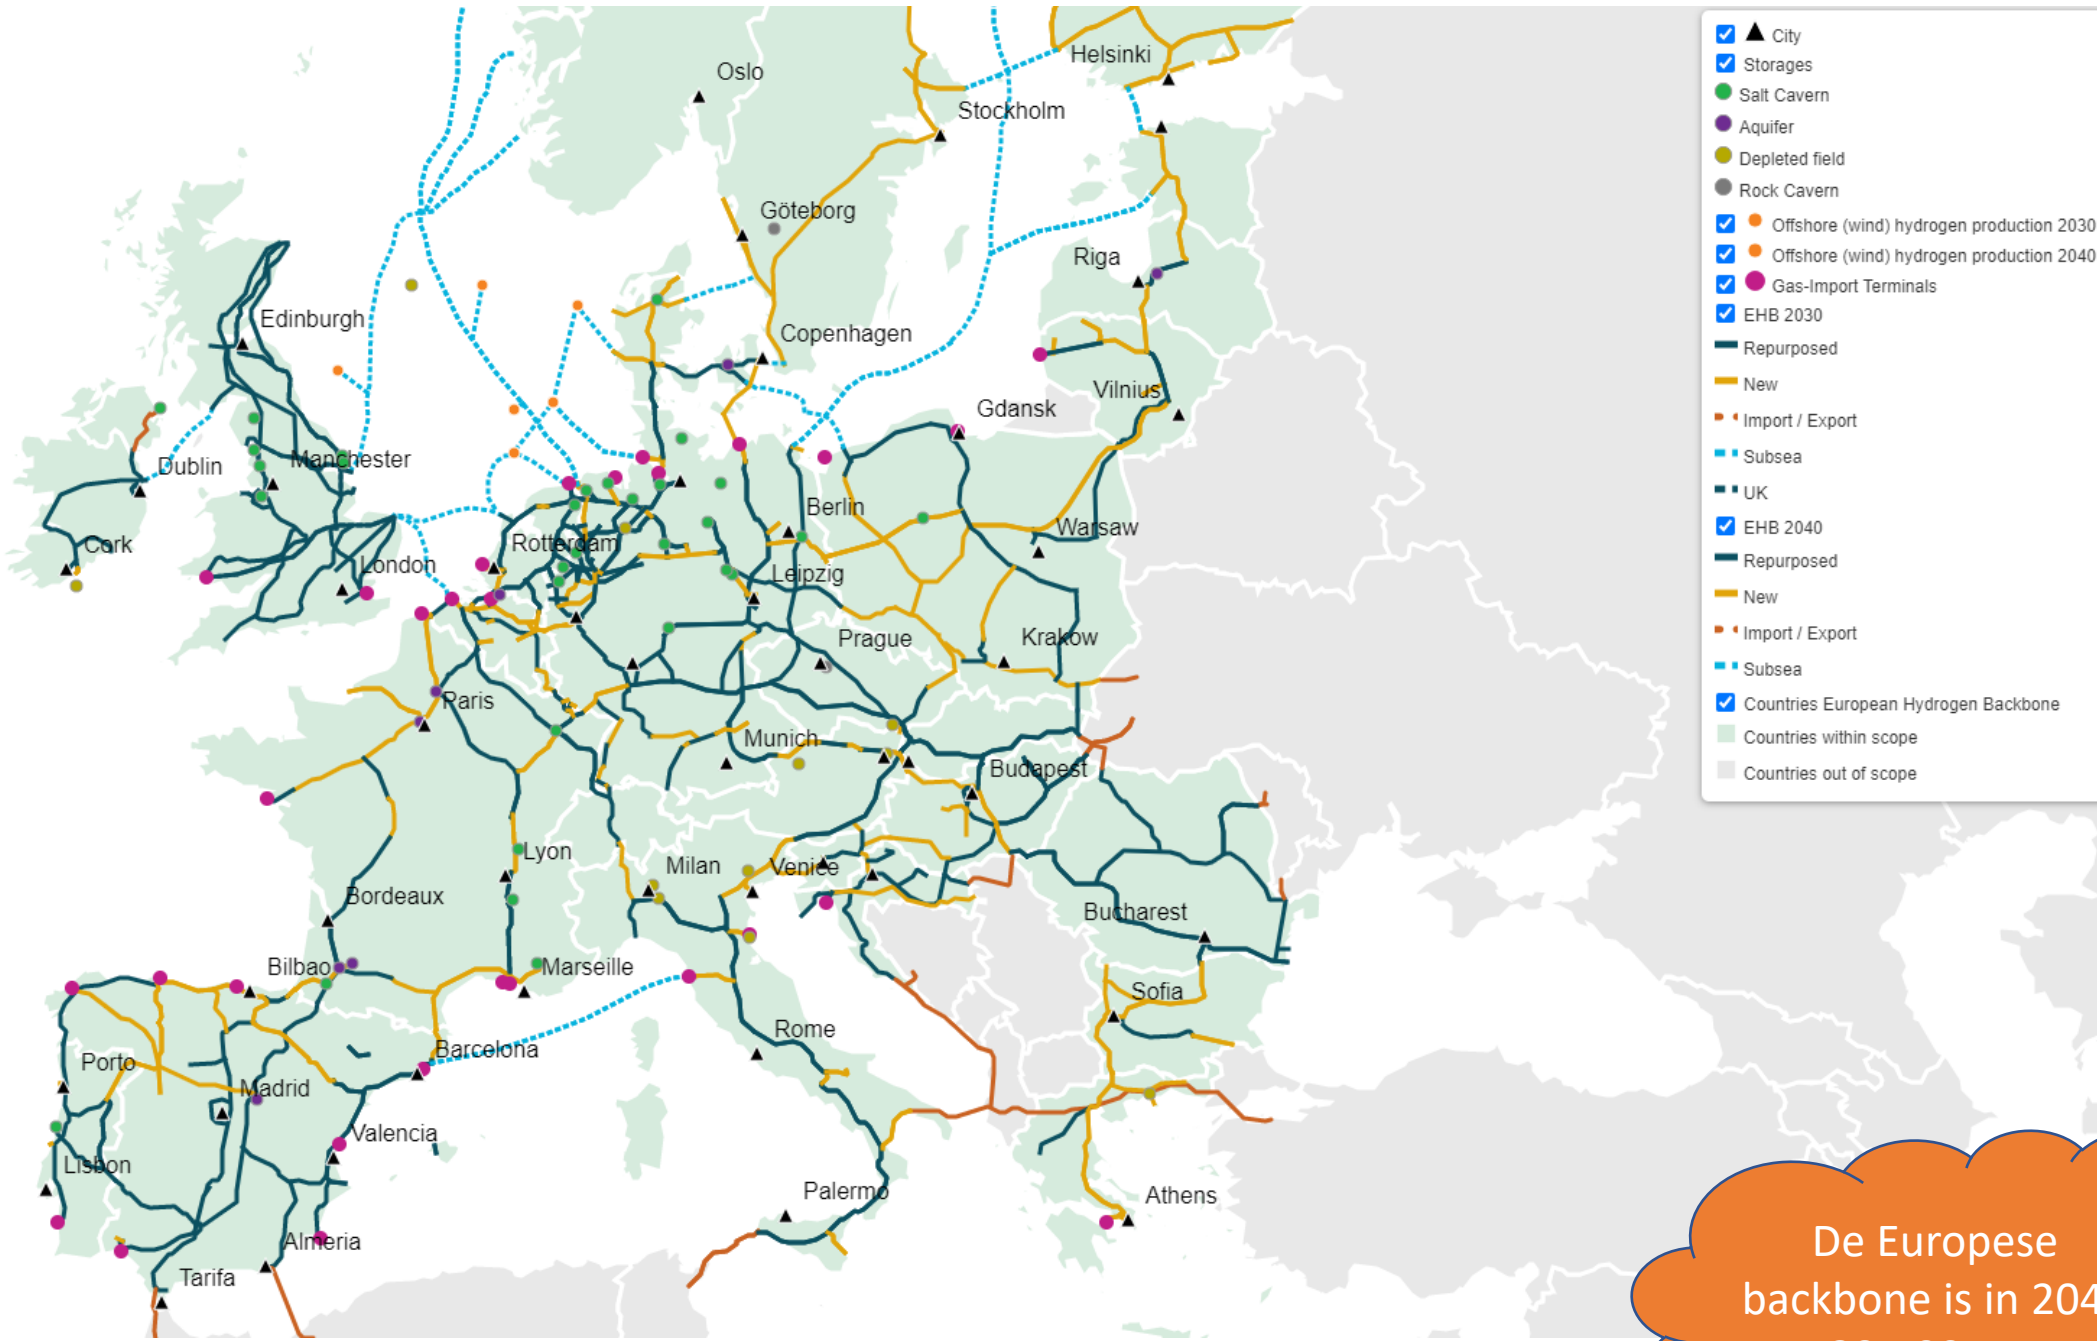 Helsinki
Oslo
Stockholm
Göteborg
Riga
Edinburgh
Copenhagen
Vilnius
Gdansk
Dublin
Manchester
Berlin
Warsaw
Cork
Rotterdam
London
Leipzig
Prague
Krakow
Paris
Munich
Budapest
Lyon
Milan
Venice
Bordeaux
Bucharest
Bilbao
Marseille
Sofia
Rome
Barcelona
Porto
Madrid
Valencia
Lisbon
Palermo
Athens
Almeria
Tarifa
City
Storages
Salt Cavern
Aquifer
Depleted field
Rock Cavern
Offshore (wind) hydrogen production 2030
Offshore (wind) hydrogen production 2040
Gas-Import Terminals
EHB 2030
Repurposed
New
Import / Export
Subsea
UK
EHB 2040
Repurposed
New
Import / Export
Subsea
Countries European Hydrogen Backbone
Countries within scope
Countries out of scope
De Europese
backbone is in 204